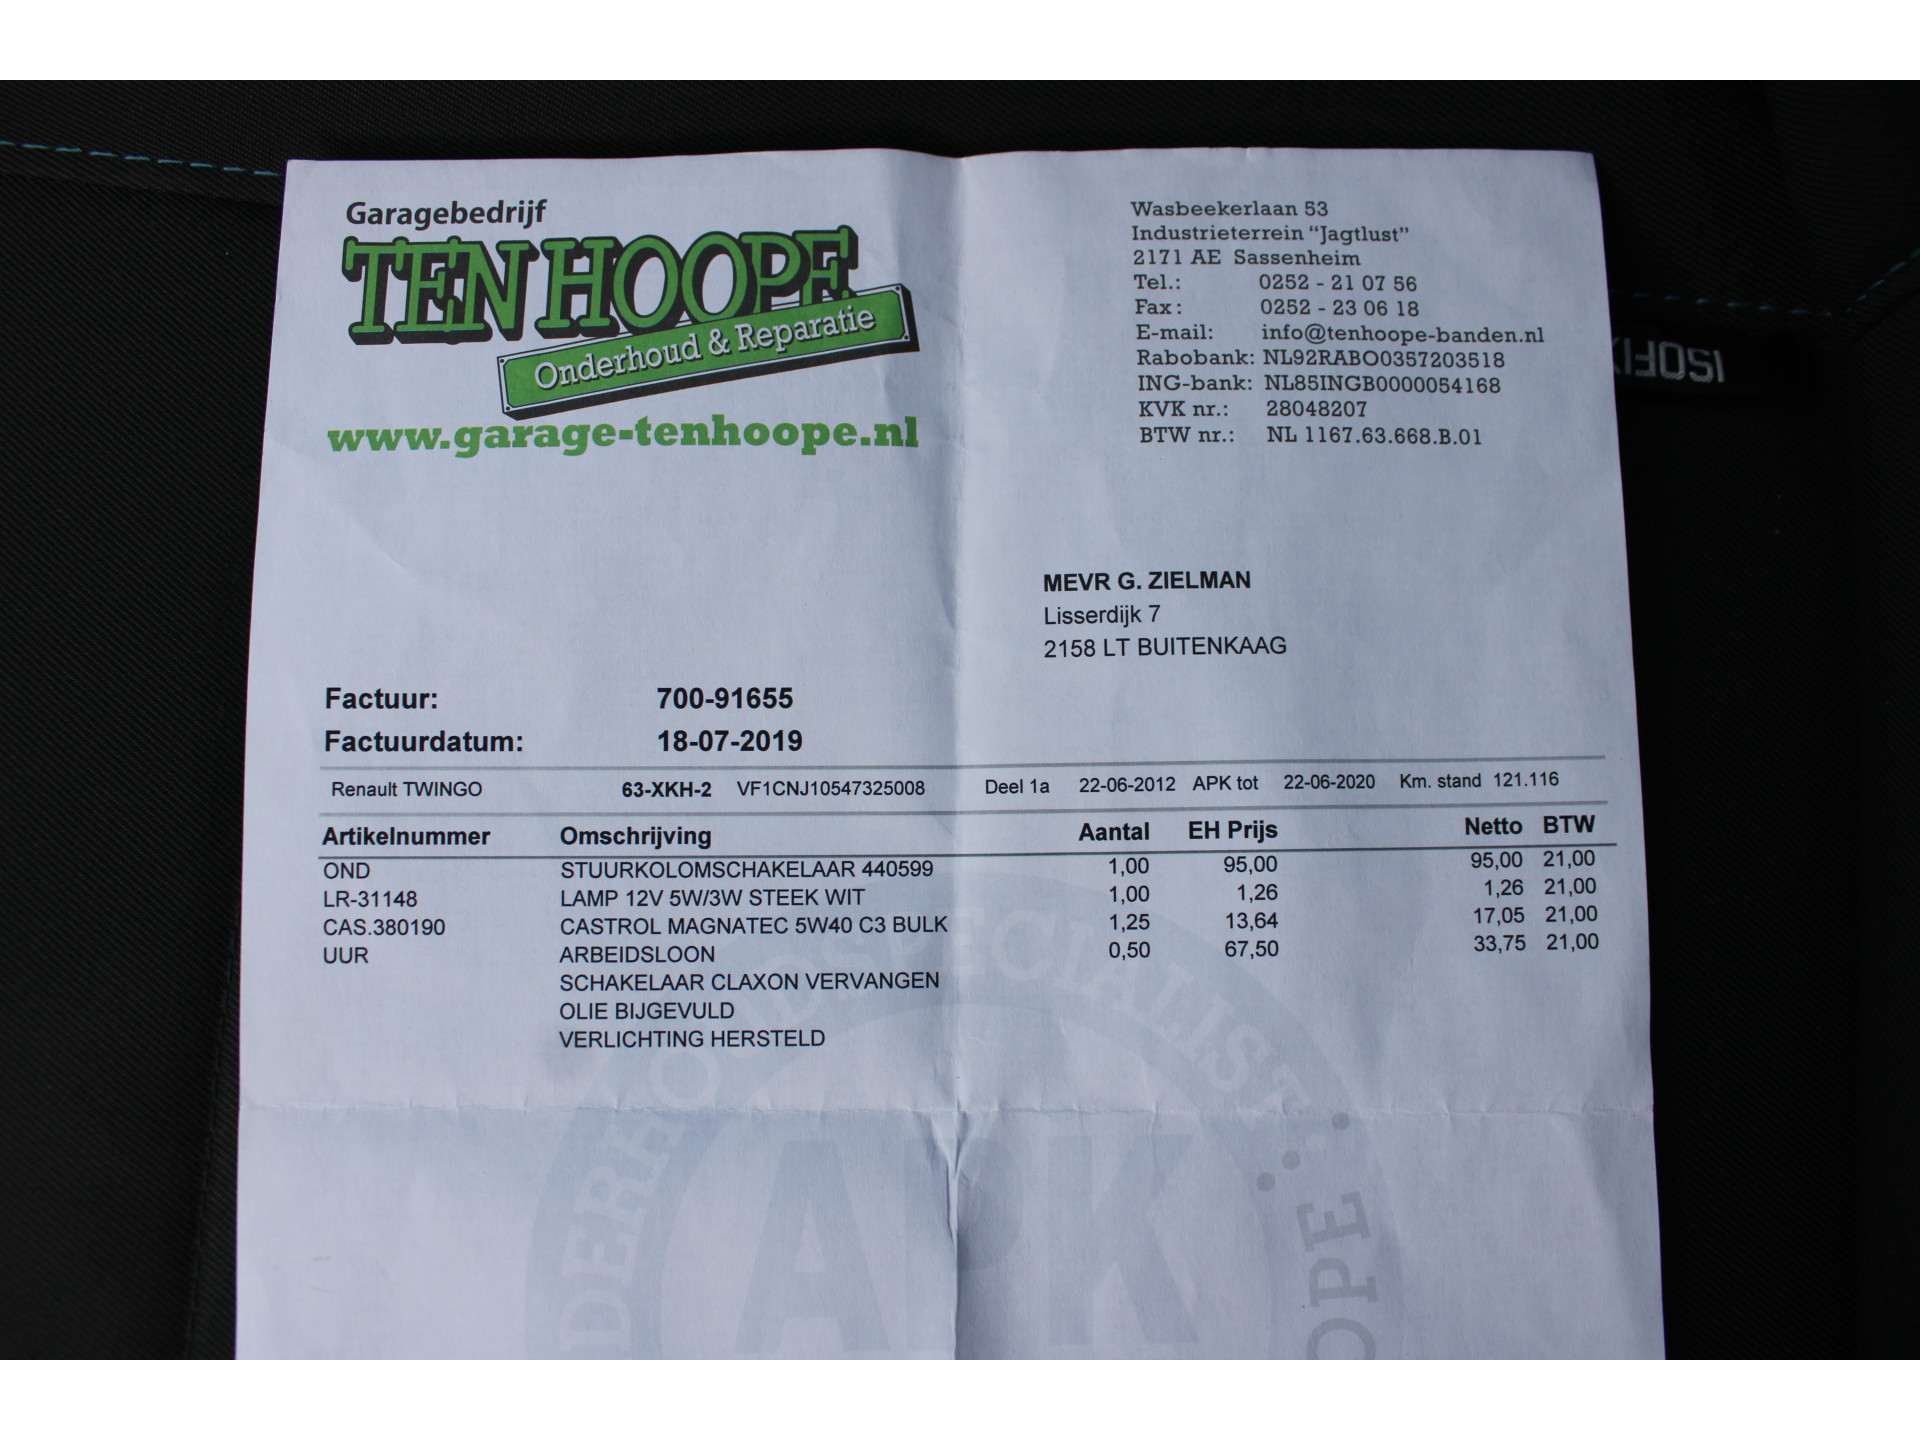 Garagebedrijf
TEN HOOPE
Onderhoud & Reparatie
www.garage-tenhoope.nl
Wasbeekerlaan 53
Industrieterrein “Jagtlust”
2171 AE Sassenheim
Tel.: 0252 - 21 07 56
Fax : 0252 - 23 06 18
E-mail: info@tenhoope-banden.nl
Rabobank: NL92RABO0357203518
ING-bank: NL85INGB0000054168
KVK nr.: 28048207
BTW nr.: NL 1167.63.668.B.01
ISOFIX
MEVR G. ZIELMAN
Lisserdijk 7
2158 LT BUITENKAAG
Factuur: 700-91655
Factuurdatum: 18-07-2019
Renault TWINGO 63-XKH-2 VF1CNJ10547325008 Deel 1a 22-06-2012 APK tot 22-06-2020 Km. stand 121.116
Artikelnummer Omschrijving Aantal EH Prijs Netto BTW
OND STUURKOLOMSCHAKELAAR 440599 1,00 95,00 95,00 21,00
LR-31148 LAMP 12V 5W/3W STEEK WIT 1,00 1,26 1,26 21,00
CAS.380190 CASTROL MAGNATEC 5W40 C3 BULK 1,25 13,64 17,05 21,00
UUR ARBEIDSLOON 0,50 67,50 33,75 21,00
SCHAKELAAR CLAXON VERVANGEN
OLIE BIJGEVULD
VERLICHTING HERSTELD
ONDERHOUDSSPECIALIST
APK
OPE...